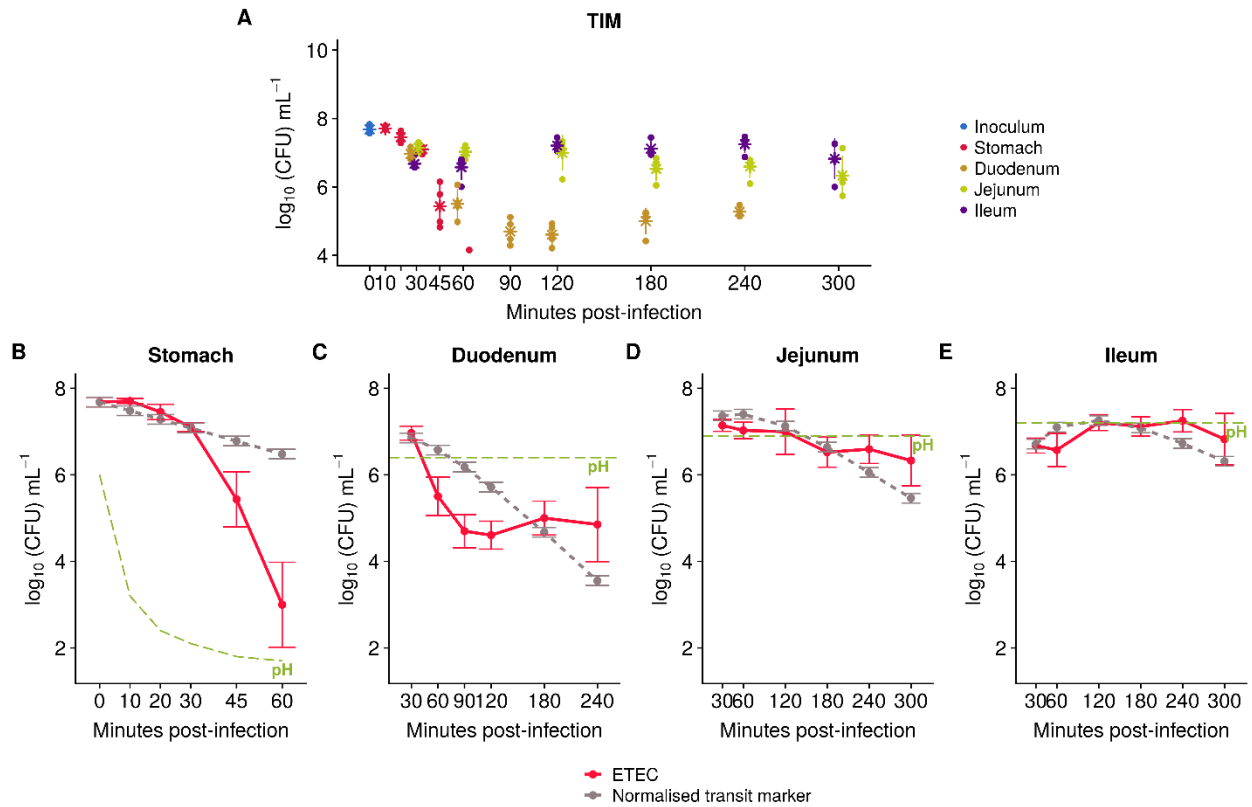 A
TIM
log₁₀ (CFU) mL⁻¹
10
8
6
4
0 10 30 45 60 90 120 180 240 300
Minutes post-infection
Inoculum
Stomach
Duodenum
Jejunum
Ileum
B
Stomach
log₁₀ (CFU) mL⁻¹
8
6
4
2
pH
0 10 20 30 45 60
Minutes post-infection
C
Duodenum
log₁₀ (CFU) mL⁻¹
8
6
4
2
pH
30 60 90 120 180 240
Minutes post-infection
D
Jejunum
log₁₀ (CFU) mL⁻¹
8
6
4
2
pH
30 60 120 180 240 300
Minutes post-infection
E
Ileum
log₁₀ (CFU) mL⁻¹
8
6
4
2
pH
30 60 120 180 240 300
Minutes post-infection
ETEC
Normalised transit marker